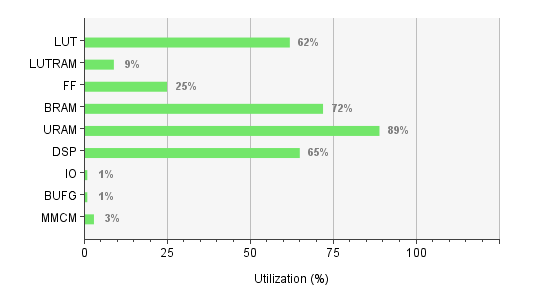 LUT 62%
LUTRAM 9%
FF 25%
BRAM 72%
URAM 89%
DSP 65%
IO 1%
BUFG 1%
MMCM 3%
0 25 50 75 100
Utilization (%)